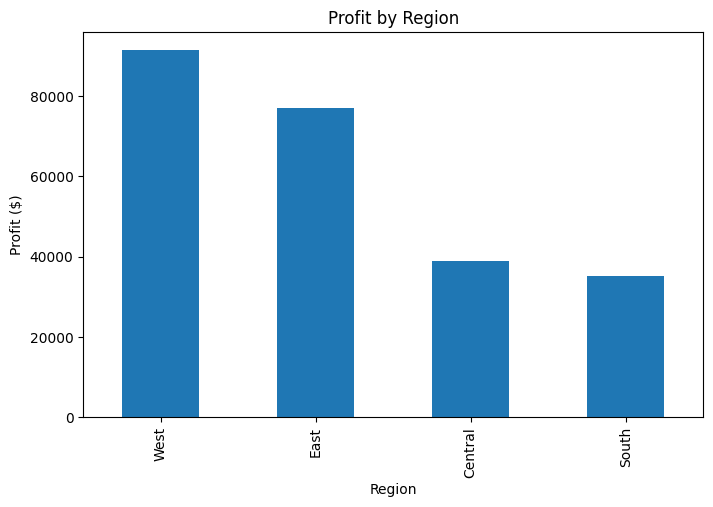 Profit by Region
Profit ($)
80000
60000
40000
20000
0
West
East
Central
South
Region